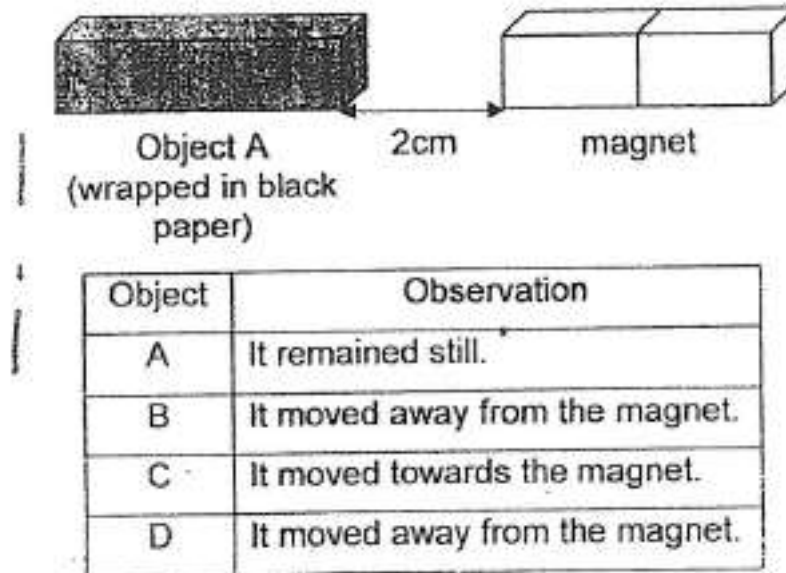 Object A
(wrapped in black
paper)
2cm
magnet
Object Observation
A It remained still.
B It moved away from the magnet.
C It moved towards the magnet.
D It moved away from the magnet.